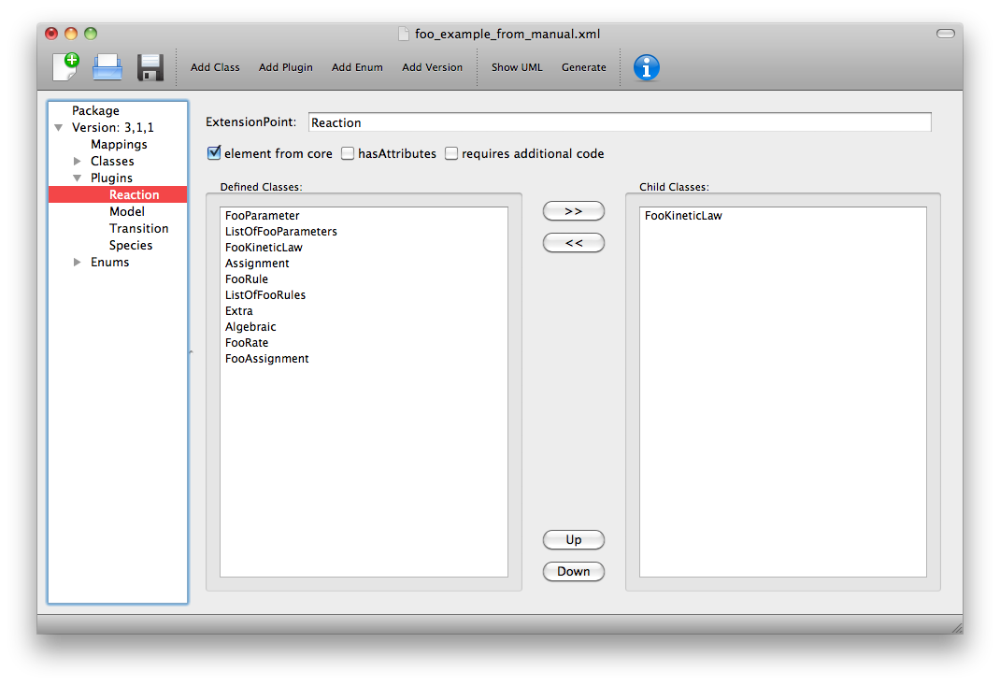 foo_example_from_manual.xml
Add Class Add Plugin Add Enum Add Version Show UML Generate
Package
Version: 3,1,1
Mappings
Classes
Plugins
Reaction
Model
Transition
Species
Enums
ExtensionPoint: Reaction
element from core hasAttributes requires additional code
Defined Classes:
FooParameter
ListOfFooParameters
FooKineticLaw
Assignment
FooRule
ListOfFooRules
Extra
Algebraic
FooRate
FooAssignment
>>
<<
Up
Down
Child Classes:
FooKineticLaw